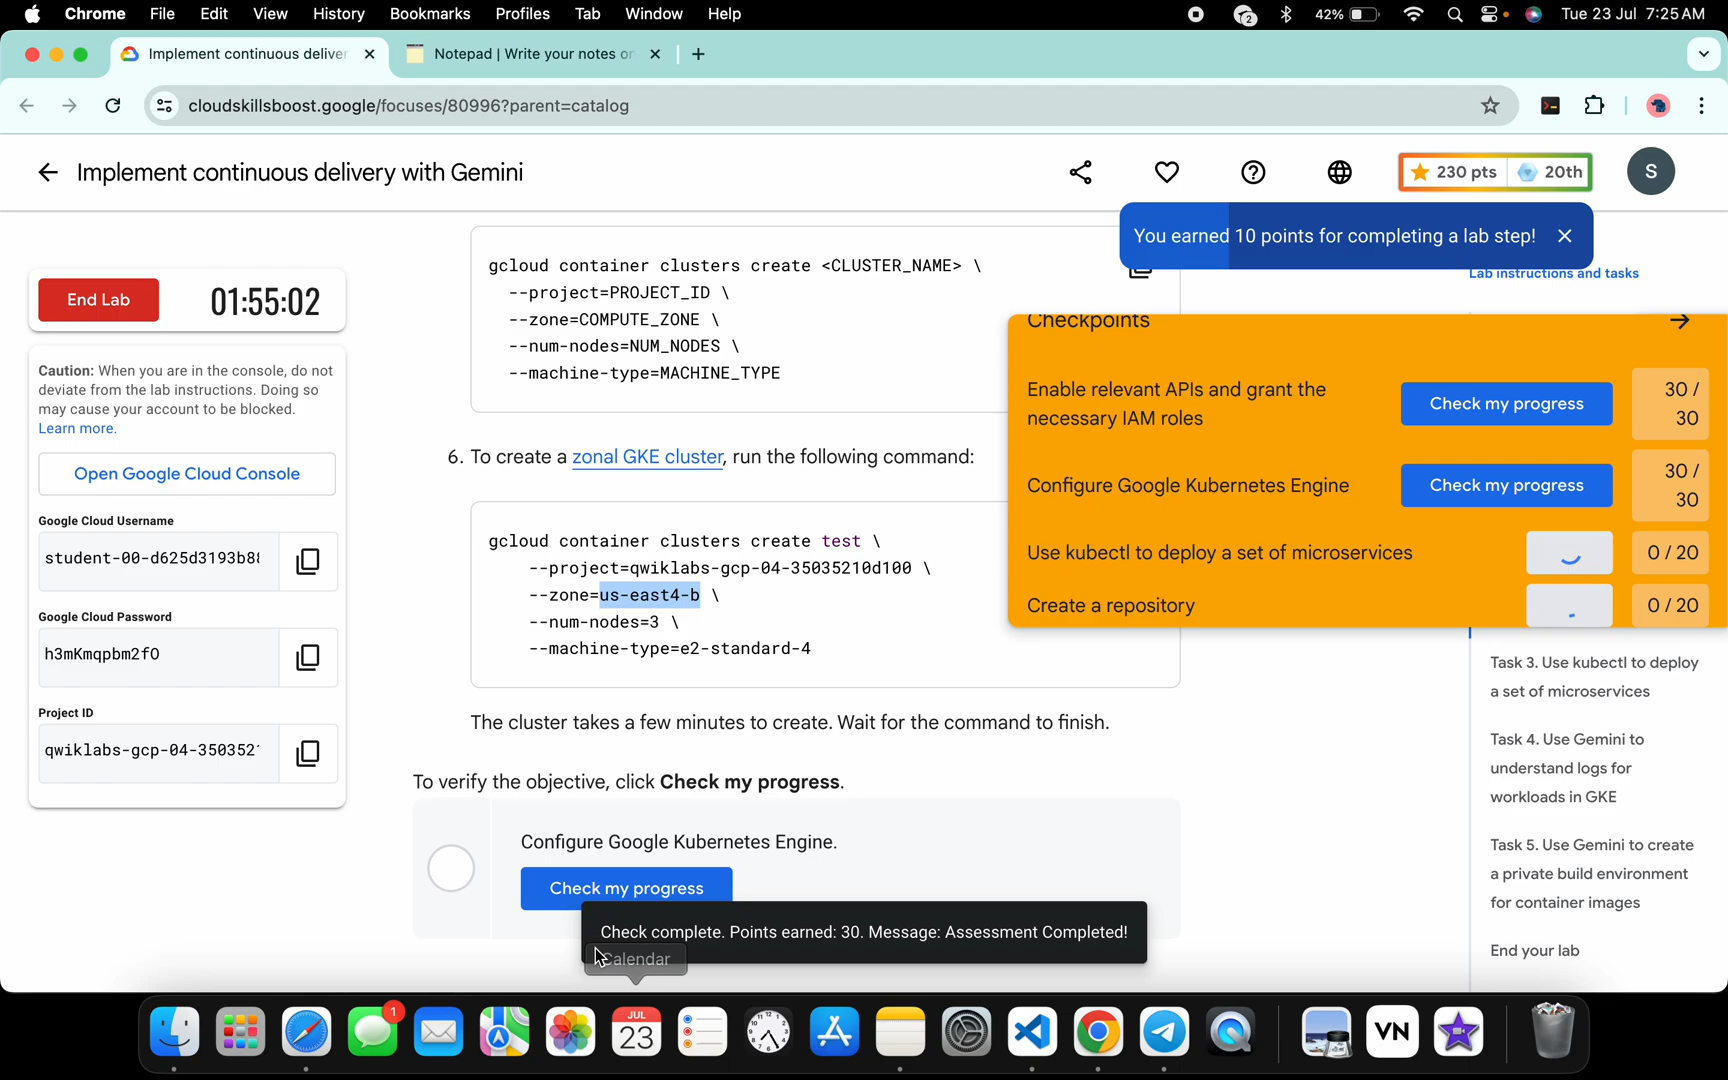 Chrome File Edit View History Bookmarks Profiles Tab Window Help
2 42% Tue 23 Jul 7:25 AM
Implement continuous deliver
Notepad | Write your notes or
cloudskillsboost.google/focuses/80996?parent=catalog
Implement continuous delivery with Gemini
230 pts 20th
S
You earned 10 points for completing a lab step!
Lab instructions and tasks
End Lab 01:55:02
Caution: When you are in the console, do not
deviate from the lab instructions. Doing so
may cause your account to be blocked.
Learn more.
Open Google Cloud Console
Google Cloud Username
student-00-d625d3193b8
Google Cloud Password
h3mKmqpbm2fO
Project ID
qwiklabs-gcp-04-350352
gcloud container clusters create <CLUSTER_NAME> \
--project=PROJECT_ID \
--zone=COMPUTE_ZONE \
--num-nodes=NUM_NODES \
--machine-type=MACHINE_TYPE
6. To create a zonal GKE cluster, run the following command:
gcloud container clusters create test \
--project=qwiklabs-gcp-04-35035210d100 \
--zone=us-east4-b \
--num-nodes=3 \
--machine-type=e2-standard-4
The cluster takes a few minutes to create. Wait for the command to finish.
To verify the objective, click Check my progress.
Configure Google Kubernetes Engine.
Check my progress
Check complete. Points earned: 30. Message: Assessment Completed!
Calendar
Checkpoints
Enable relevant APIs and grant the
necessary IAM roles
Check my progress
30 /
30
Configure Google Kubernetes Engine
Check my progress
30 /
30
Use kubectl to deploy a set of microservices
0 / 20
Create a repository
0 / 20
Task 3. Use kubectl to deploy
a set of microservices
Task 4. Use Gemini to
understand logs for
workloads in GKE
Task 5. Use Gemini to create
a private build environment
for container images
End your lab
1
JUL
23
VN